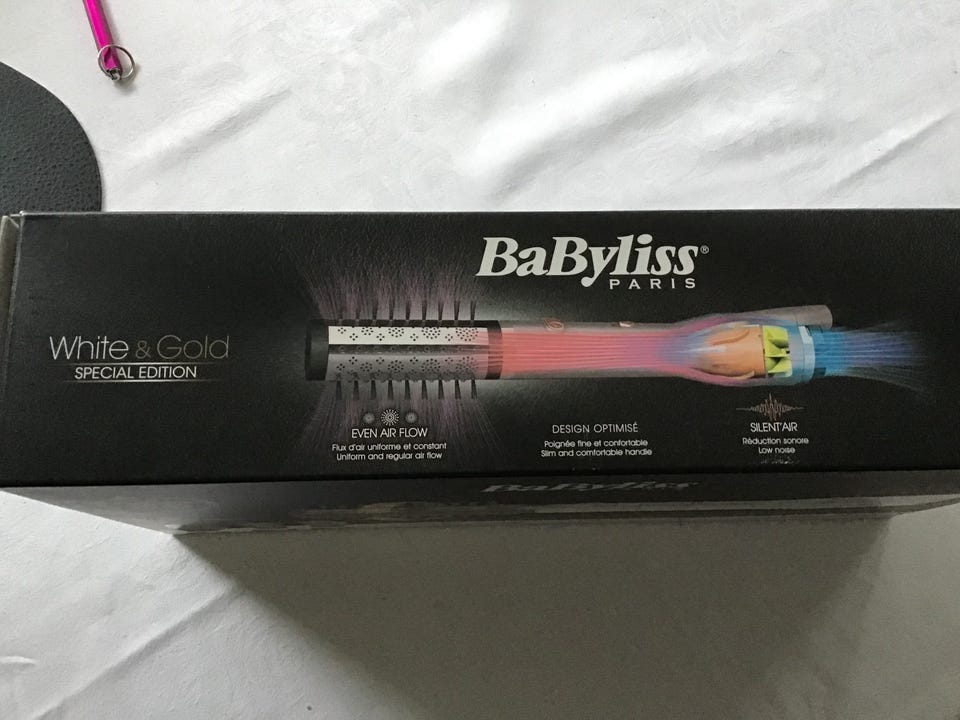 BaByliss®
PARIS
White & Gold
SPECIAL EDITION
EVEN AIR FLOW
Flux d'air uniforme et constant
Uniform and regular air flow
DESIGN OPTIMISÉ
Poignée fine et confortable
Slim and comfortable handle
SILENT'AIR
Réduction sonore
Low noise
BaByliss